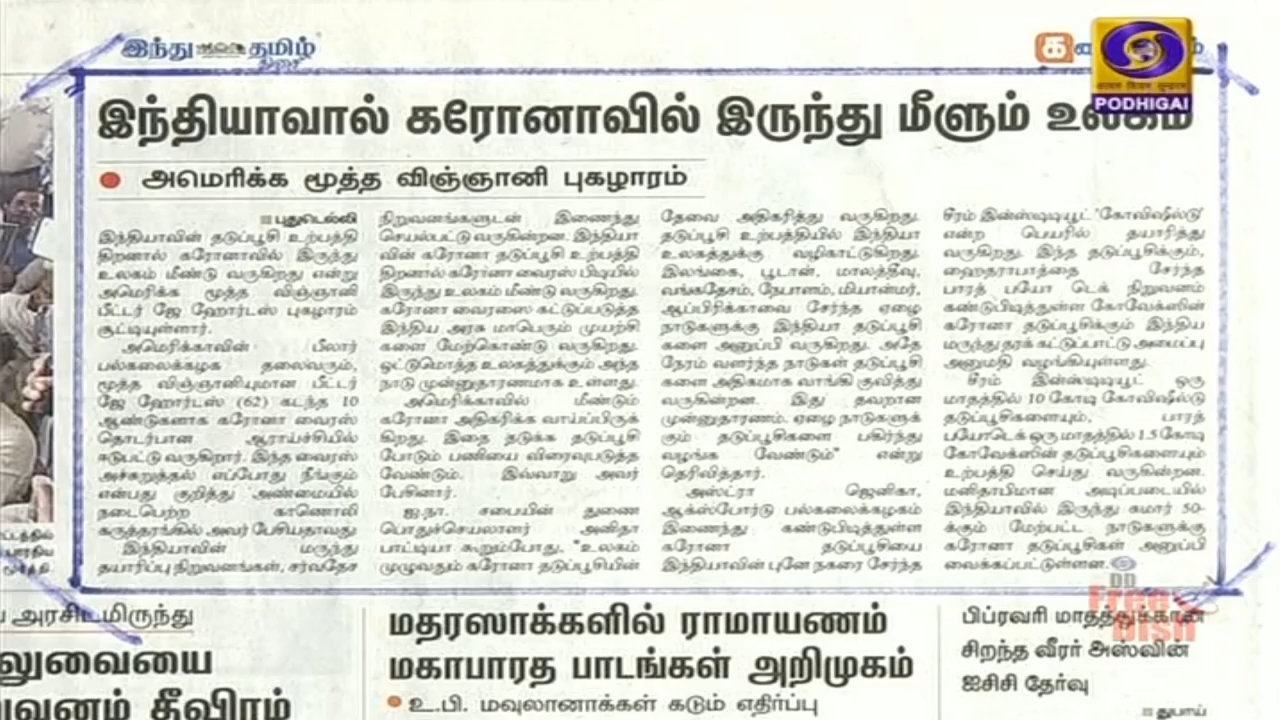 இந்து தமிழ் திசை
PODHIGAI
இந்தியாவால் கரோனாவில் இருந்து மீளும் உலகம்
அமெரிக்க மூத்த விஞ்ஞானி புகழாரம்
புதுடெல்லி
இந்தியாவின் தடுப்பூசி உற்பத்தி
திறனால் கரோனாவில் இருந்து
உலகம் மீண்டு வருகிறது என்று
அமெரிக்க மூத்த விஞ்ஞானி
பீட்டர் ஜே ஹோர்டஸ் புகழாரம்
சூட்டியுள்ளார்.
அமெரிக்காவின் பீலார்
பல்கலைக்கழக தலைவரும்,
மூத்த விஞ்ஞானியுமான பீட்டர்
ஜே ஹோர்டஸ் (62) கடந்த 10
ஆண்டுகளாக கரோனா வைரஸ்
தொடர்பான ஆராய்ச்சியில்
ஈடுபட்டு வருகிறார். இந்த வைரஸ்
அச்சுறுத்தல் எப்போது நீங்கும்
என்பது குறித்து அண்மையில்
நடைபெற்ற காணொலி
கருத்தரங்கில் அவர் பேசியதாவது
இந்தியாவின் மருந்து
தயாரிப்பு நிறுவனங்கள், சர்வதேச
நிறுவனங்களுடன் இணைந்து
செயல்பட்டு வருகின்றன. இந்தியா
வின் கரோனா தடுப்பூசி உற்பத்தி
திறனால் கரோனா வைரஸ் பிடியில்
இருந்து உலகம் மீண்டு வருகிறது.
கரோனா வைரஸை கட்டுப்படுத்த
இந்திய அரசு மாபெரும் முயற்சி
களை மேற்கொண்டு வருகிறது.
ஒட்டுமொத்த உலகத்துக்கும் அந்த
நாடு முன்னுதாரணமாக உள்ளது.
அமெரிக்காவில் மீண்டும்
கரோனா அதிகரிக்க வாய்ப்பிருக்
கிறது. இதை தடுக்க தடுப்பூசி
போடும் பணியை விரைவுபடுத்த
வேண்டும். இவ்வாறு அவர்
பேசினார்.
ஐ.நா. சபையின் துணை
பொதுச்செயலாளர் அனிதா
பாட்டியா கூறும்போது, "உலகம்
முழுவதும் கரோனா தடுப்பூசியின்
தேவை அதிகரித்து வருகிறது.
தடுப்பூசி உற்பத்தியில் இந்தியா
உலகத்துக்கு வழிகாட்டுகிறது.
இலங்கை, பூடான், மாலத்தீவு,
வங்கதேசம், நேபாளம், மியான்மர்,
ஆப்பிரிக்காவை சேர்ந்த ஏழை
நாடுகளுக்கு இந்தியா தடுப்பூசி
களை அனுப்பி வருகிறது. அதே
நேரம் வளர்ந்த நாடுகள் தடுப்பூசி
களை அதிகமாக வாங்கி குவித்து
வருகின்றன. இது தவறான
முன்னுதாரணம். ஏழை நாடுகளுக்
கும் தடுப்பூசிகளை பகிர்ந்து
வழங்க வேண்டும்" என்று
தெரிவித்தார்.
அஸ்ட்ரா ஜெனிகா,
ஆக்ஸ்போர்டு பல்கலைக்கழகம்
இணைந்து கண்டுபிடித்துள்ள
கரோனா தடுப்பூசியை
இந்தியாவின் புனே நகரை சேர்ந்த
சீரம் இன்ஸ்டிடியூட் 'கோவிஷீல்டு'
என்ற பெயரில் தயாரித்து
வருகிறது. இந்த தடுப்பூசிக்கும்,
ஹைதராபாத்தை சேர்ந்த
பாரத் பயோ டெக் நிறுவனம்
கண்டுபிடித்துள்ள கோவேக்ஸின்
கரோனா தடுப்பூசிக்கும் இந்திய
மருந்து தரக் கட்டுப்பாட்டு அமைப்பு
அனுமதி வழங்கியுள்ளது.
சீரம் இன்ஸ்டிடியூட் ஒரு
மாதத்தில் 10 கோடி கோவிஷீல்டு
தடுப்பூசிகளையும், பாரத்
பயோடெக் ஒரு மாதத்தில் 1.5 கோடி
கோவேக்ஸின் தடுப்பூசிகளையும்
உற்பத்தி செய்து வருகின்றன.
மனிதாபிமான அடிப்படையில்
இந்தியாவில் இருந்து சுமார் 50-
க்கும் மேற்பட்ட நாடுகளுக்கு
கரோனா தடுப்பூசிகள் அனுப்பி
வைக்கப்பட்டுள்ளன.
DD
Free
Dish
அரசிடமிருந்து
லுவையை
வனம் தீவிரம்
மதரஸாக்களில் ராமாயணம்
மகாபாரத பாடங்கள் அறிமுகம்
உ.பி. மவுலானாக்கள் கடும் எதிர்ப்பு
பிப்ரவரி மாதத்துக்கான
சிறந்த வீரர் அஸ்வின்
ஐசிசி தேர்வு
துபாய்